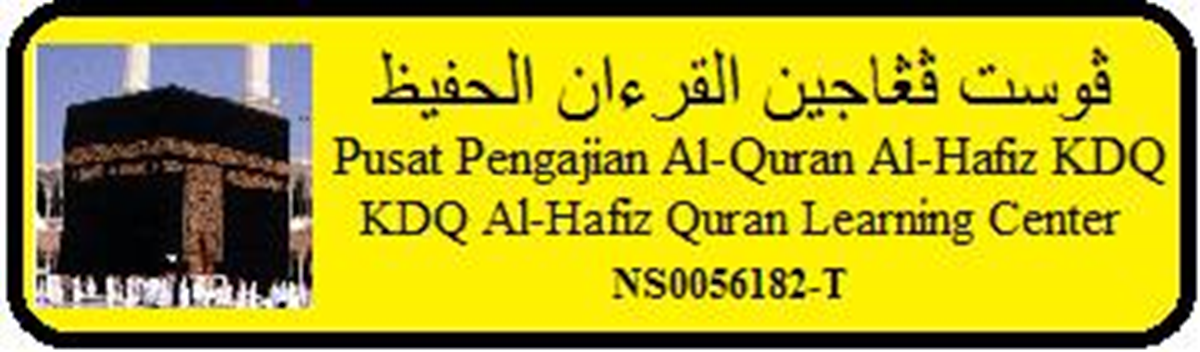 ڤوست ڤڠاجين القرءان الحفيظ
Pusat Pengajian Al-Quran Al-Hafiz KDQ
KDQ Al-Hafiz Quran Learning Center
NS0056182-T